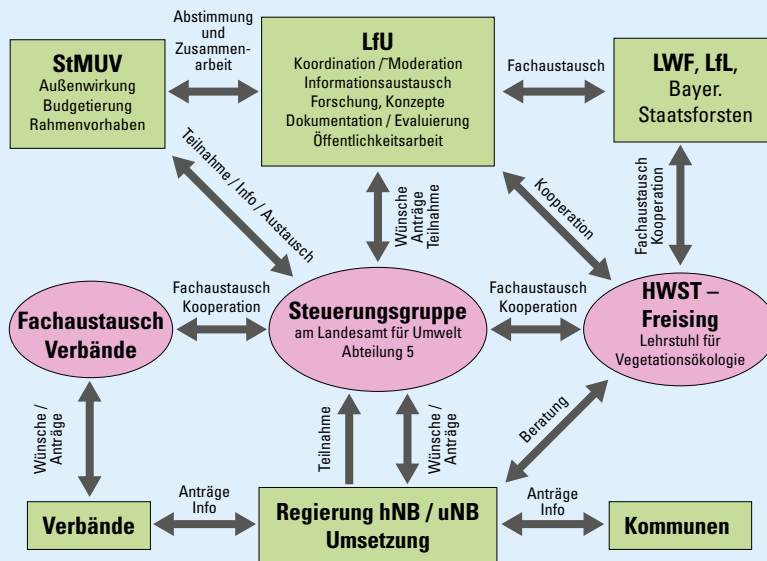 Abstimmung
und
Zusammen-
arbeit
StMUV
Außenwirkung
Budgetierung
Rahmenvorhaben
LfU
Koordination / Moderation
Informationsaustausch
Forschung, Konzepte
Dokumentation / Evaluierung
Öffentlichkeitsarbeit
Fachaustausch
LWF, LfL,
Bayer.
Staatsforsten
Teilnahme / Info / Austausch
Wünsche
Anträge
Teilnahme
Kooperation
Fachaustausch
Kooperation
Fachaustausch
Verbände
Fachaustausch
Kooperation
Steuerungsgruppe
am Landesamt für Umwelt
Abteilung 5
Fachaustausch
Kooperation
HWST –
Freising
Lehrstuhl für
Vegetationsökologie
Wünsche /
Anträge
Teilnahme
Wünsche /
Anträge
Beratung
Verbände
Anträge
Info
Regierung hNB / uNB
Umsetzung
Anträge
Info
Kommunen